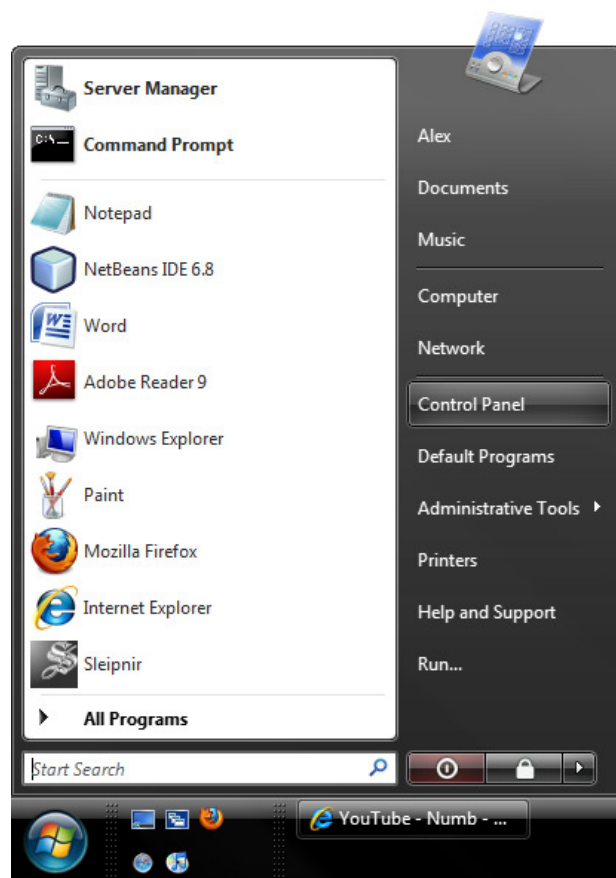 Server Manager
C:\
Command Prompt
Notepad
NetBeans IDE 6.8
Word
Adobe Reader 9
Windows Explorer
Paint
Mozilla Firefox
Internet Explorer
Sleipnir
All Programs
Start Search
Alex
Documents
Music
Computer
Network
Control Panel
Default Programs
Administrative Tools
Printers
Help and Support
Run...
YouTube - Numb - ...